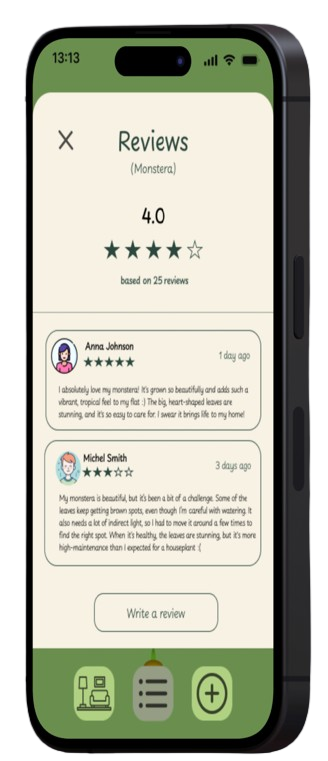 13:13
Reviews
(Monstera)
4.0
based on 25 reviews
Anna Johnson
1 day ago
I absolutely love my monstera! It's grown so beautifully and adds such a
vibrant, tropical feel to my flat :) The big, heart-shaped leaves are
stunning, and it's so easy to care for. I swear it brings life to my home!
Michel Smith
3 days ago
My monstera is beautiful, but it's been a bit of a challenge. Some of the
leaves keep getting brown spots, even though I'm careful with watering. It
also needs a lot of indirect light, so I had to move it around a few times to
find the right spot. When it's healthy, the leaves are stunning, but it's more
high-maintenance than I expected for a houseplant :(
Write a review